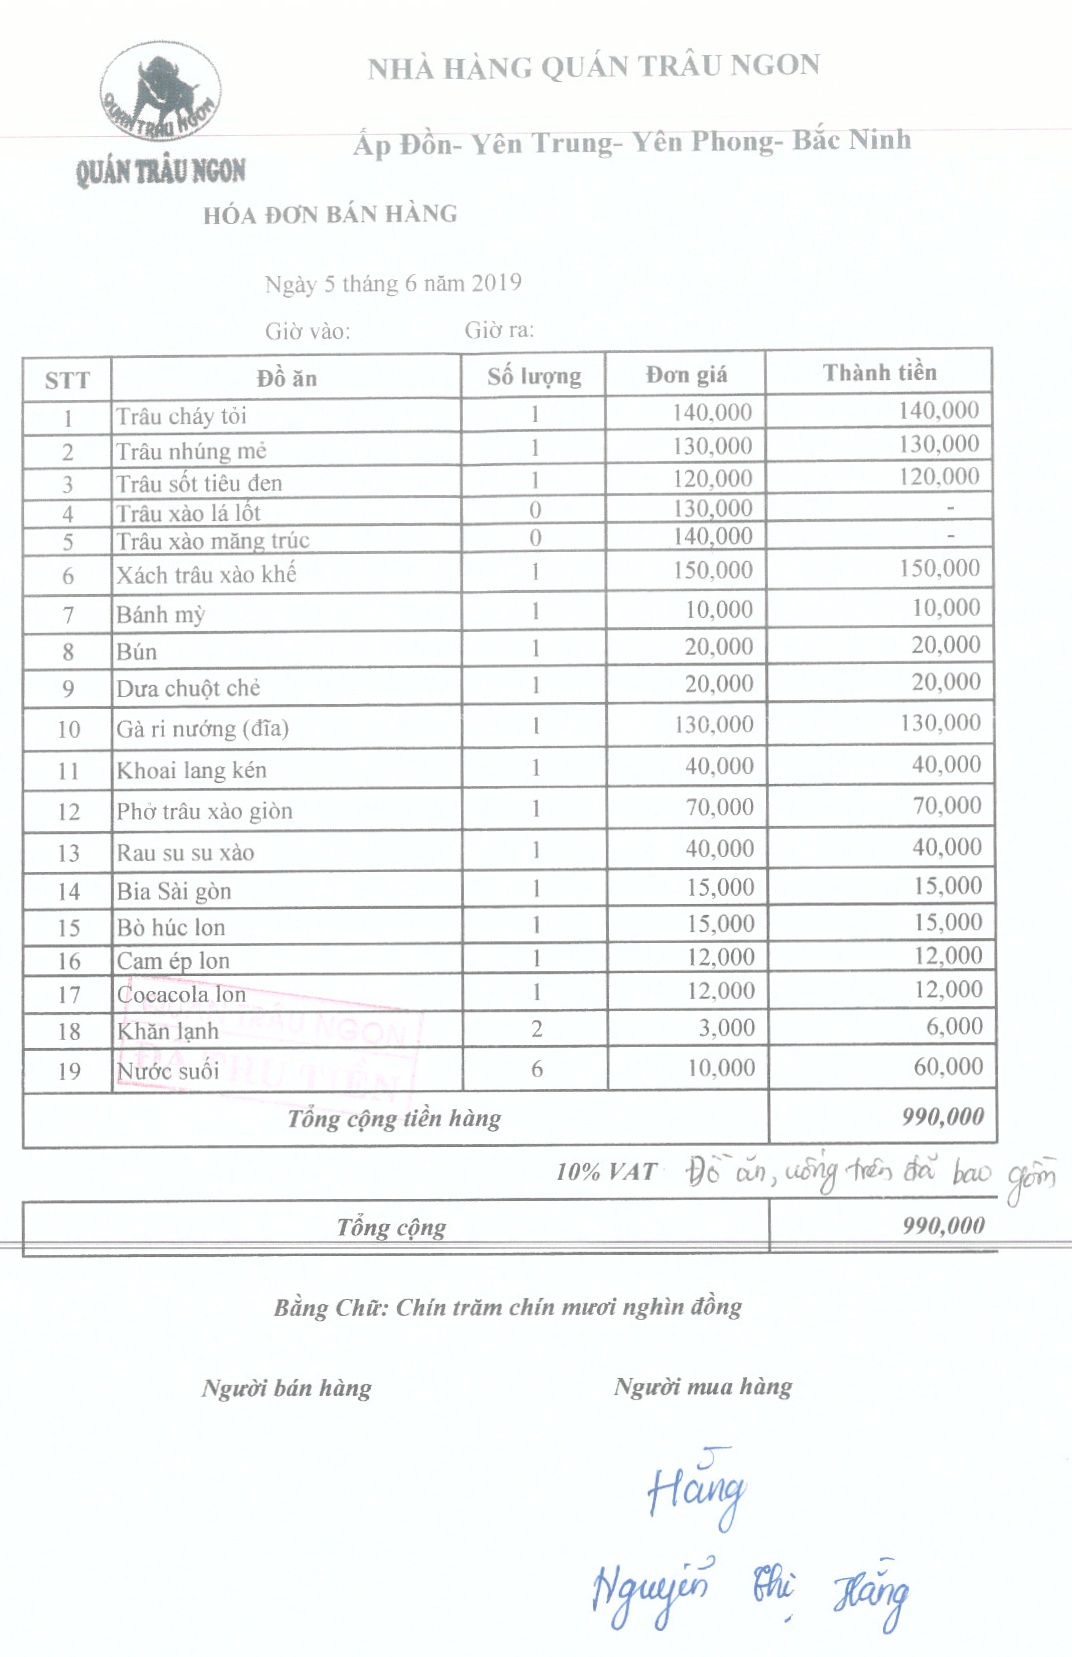 QUÁN TRÂU NGON
QUÁN TRÂU NGON
NHÀ HÀNG QUÁN TRÂU NGON
Ấp Đồn- Yên Trung- Yên Phong- Bắc Ninh
HÓA ĐƠN BÁN HÀNG
Ngày 5 tháng 6 năm 2019
Giờ vào: Giờ ra:
STT Đồ ăn Số lượng Đơn giá Thành tiền
1 Trâu cháy tỏi 1 140,000 140,000
2 Trâu nhúng mẻ 1 130,000 130,000
3 Trâu sốt tiêu đen 1 120,000 120,000
4 Trâu xào lá lốt 0 130,000 -
5 Trâu xào măng trúc 0 140,000 -
6 Xách trâu xào khế 1 150,000 150,000
7 Bánh mỳ 1 10,000 10,000
8 Bún 1 20,000 20,000
9 Dưa chuột chẻ 1 20,000 20,000
10 Gà ri nướng (đĩa) 1 130,000 130,000
11 Khoai lang kén 1 40,000 40,000
12 Phở trâu xào giòn 1 70,000 70,000
13 Rau su su xào 1 40,000 40,000
14 Bia Sài gòn 1 15,000 15,000
15 Bò húc lon 1 15,000 15,000
16 Cam ép lon 1 12,000 12,000
17 Cocacola lon 1 12,000 12,000
18 Khăn lạnh 2 3,000 6,000
19 Nước suối 6 10,000 60,000
QUÁN TRÂU NGON
ĐÃ THU TIỀN
Tổng cộng tiền hàng 990,000
10% VAT Đồ ăn, uống trên đã bao gồm
Tổng cộng 990,000
Bằng Chữ: Chín trăm chín mươi nghìn đồng
Người bán hàng Người mua hàng
Hằng
Nguyễn Thị Hằng